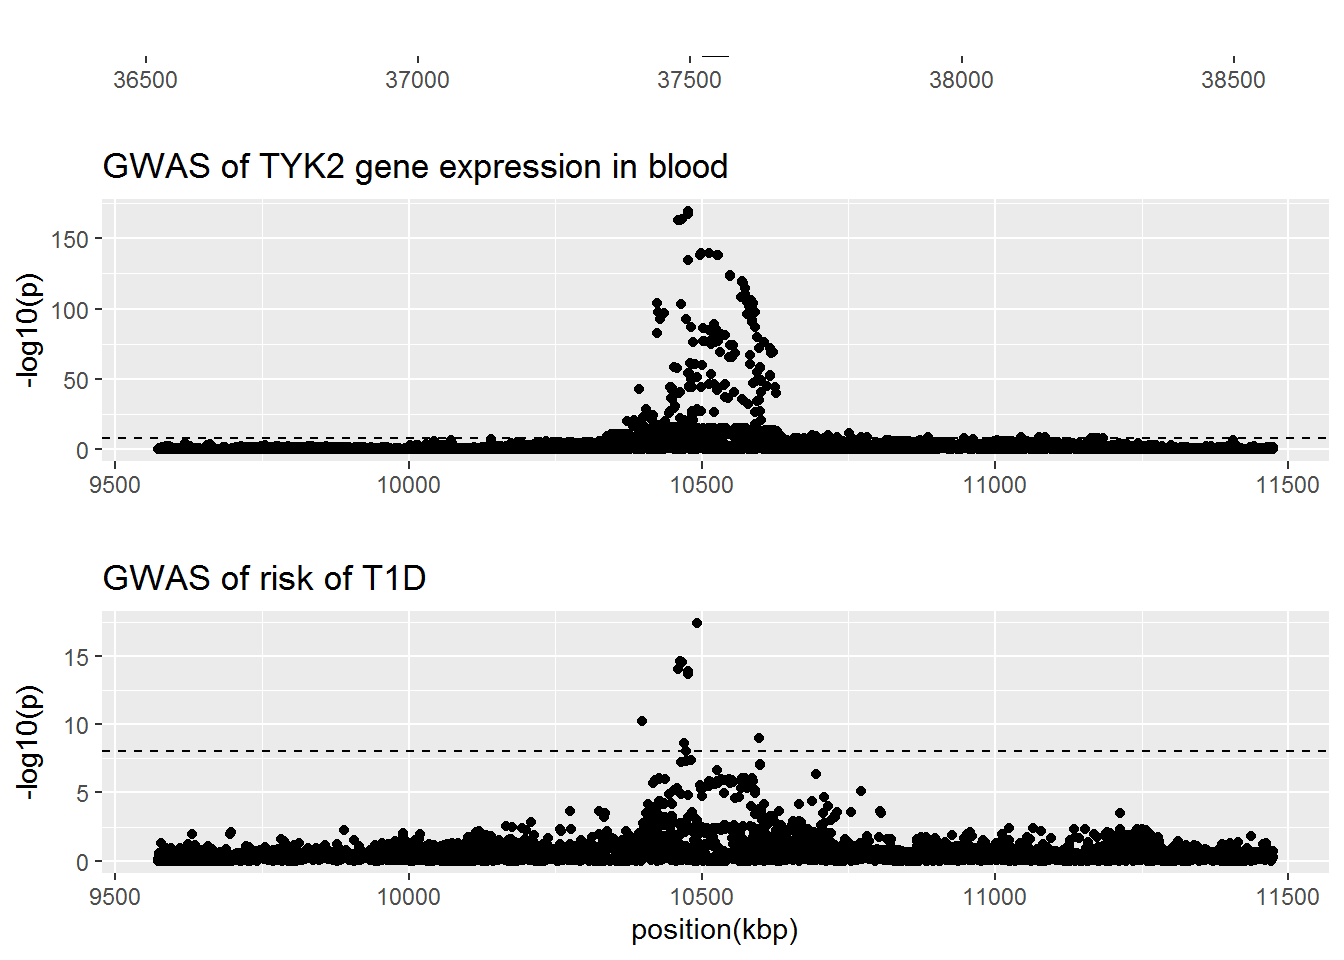 36500 37000 37500 38000 38500
GWAS of TYK2 gene expression in blood
-log10(p)
150
100
50
0
9500 10000 10500 11000 11500
GWAS of risk of T1D
-log10(p)
15
10
5
0
9500 10000 10500 11000 11500
position(kbp)